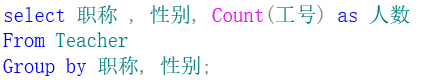 select 职称 , 性别, Count(工号) as 人数
From Teacher
Group by 职称, 性别;